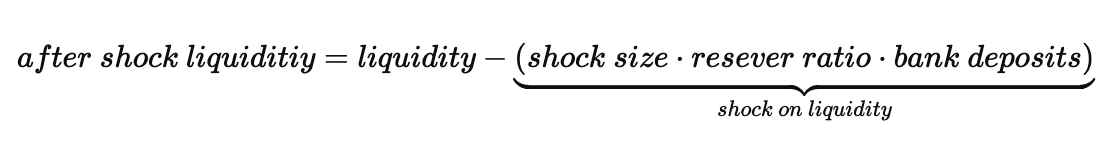 after shock liquiditiy = liquidity − (shock size · resever ratio · bank deposits)
shock on liquidity